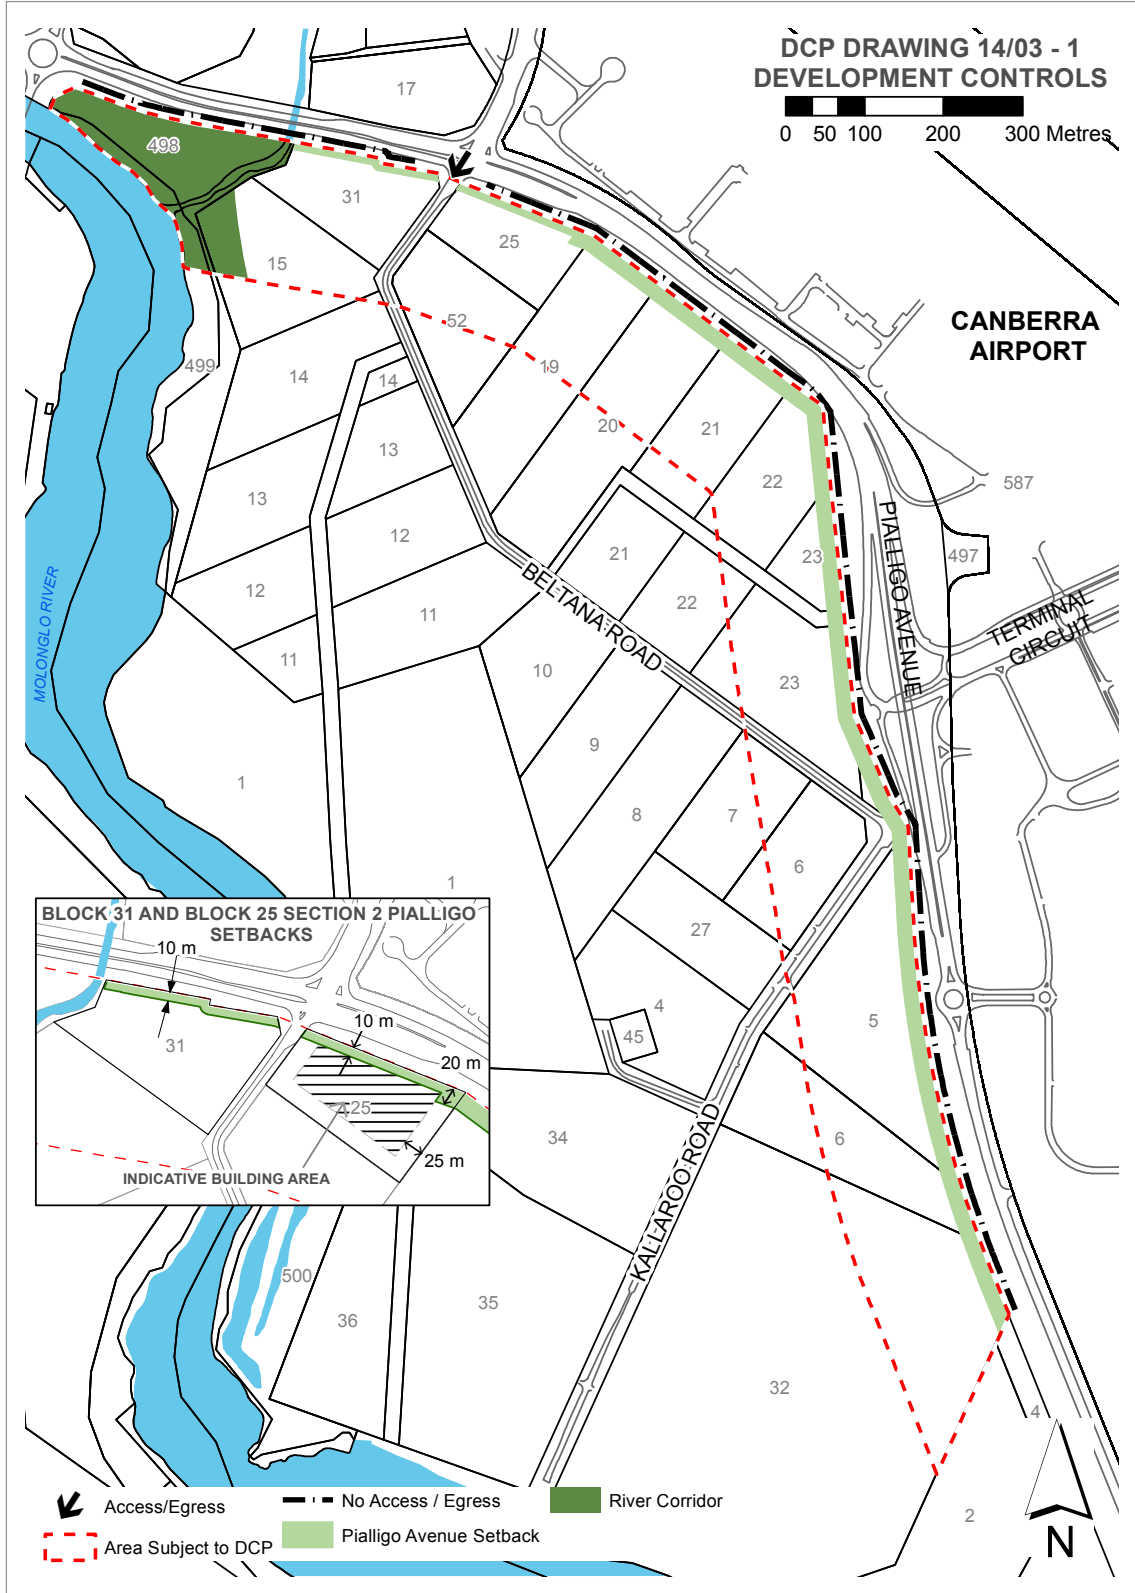 DCP DRAWING 14/03 - 1
DEVELOPMENT CONTROLS
0 50 100 200 300 Metres
17
498
31
25
15
52
CANBERRA
AIRPORT
499
14
14
19
20
21
13
22
587
13
12
21
23
497
PIALLIGO AVENUE
BELTANA ROAD
MOLONGLO RIVER
12
22
11
TERMINAL
CIRCUIT
11
10
23
9
1
8
7
6
1
27
4
5
45
BLOCK 31 AND BLOCK 25 SECTION 2 PIALLIGO
SETBACKS
10 m
10 m
31
20 m
25
25 m
INDICATIVE BUILDING AREA
34
6
KALLAROO ROAD
500
36
35
32
4
2
N
Access/Egress
No Access / Egress
River Corridor
Area Subject to DCP
Pialligo Avenue Setback